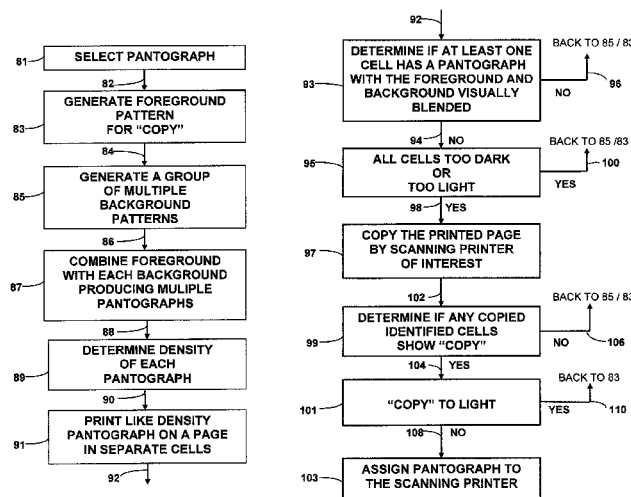 81
SELECT PANTOGRAPH
82
83
GENERATE FOREGROUND
PATTERN
FOR "COPY"
84
85
GENERATE A GROUP
OF MULTIPLE
BACKGROUND
PATTERNS
86
87
COMBINE FOREGROUND
WITH EACH BACKGROUND
PRODUCING MULIPLE
PANTOGRAPHS
88
89
DETERMINE DENSITY
OF EACH
PANTOGRAPH
90
91
PRINT LIKE DENSITY
PANTOGRAPH ON A PAGE
IN SEPARATE CELLS
92
92
93
DETERMINE IF AT LEAST ONE
CELL HAS A PANTOGRAPH
WITH THE FOREGROUND AND
BACKGROUND VISUALLY
BLENDED
BACK TO 85 / 83
NO
96
94 NO
95
ALL CELLS TOO DARK
OR
TOO LIGHT
BACK TO 85 /83
100
YES
98 YES
97
COPY THE PRINTED PAGE
BY SCANNING PRINTER
OF INTEREST
102
99
DETERMINE IF ANY COPIED
IDENTIFIED CELLS
SHOW "COPY"
BACK TO 85 / 83
NO
106
104 YES
101
"COPY" TO LIGHT
BACK TO 83
YES
110
108 NO
103
ASSIGN PANTOGRAPH TO
THE SCANNING PRINTER